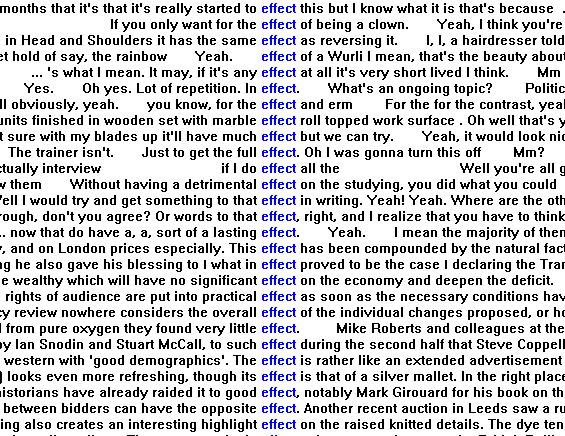 months that it's that it's really started to effect this but I know what it is that's because .
If you only want for the effect of being a clown. Yeah, I think you're
in Head and Shoulders it has the same effect as reversing it. I, I, a hairdresser told
et hold of say, the rainbow Yeah. effect of a Wurli I mean, that's the beauty about
... 's what I mean. It may, if it's any effect at all it's very short lived I think. Mm
Yes. Oh yes. Lot of repetition. In effect. What's an ongoing topic? Politic
ll obviously, yeah. you know, for the effect and erm For the for the contrast, yeah
units finished in wooden set with marble effect roll topped work surface . Oh well that's y
t sure with my blades up it'll have much effect but we can try. Yeah, it would look nic
The trainer isn't. Just to get the full effect. Oh I was gonna turn this off Mm?
ctually interview if I do effect all the Well you're all g
w them Without having a detrimental effect on the studying, you did what you could
Well I would try and get something to that effect in writing. Yeah! Yeah. Where are the oth
rough, don't you agree? Or words to that effect, right, and I realize that you have to think
.. now that do have a, a, sort of a lasting effect. Yeah. I mean the majority of them
y, and on London prices especially. This effect has been compounded by the natural fact
ng he also gave his blessing to I what in effect proved to be the case I declaring the Tran
e wealthy which will have no significant effect on the economy and deepen the deficit.
rights of audience are put into practical effect as soon as the necessary conditions hav
cy review nowhere considers the overall effect of the individual changes proposed, or ho
d from pure oxygen they found very little effect. Mike Roberts and colleagues at the
by Ian Snodin and Stuart McCall, to such effect during the second half that Steve Coppell
western with 'good demographics'. The effect is rather like an extended advertisement
) looks even more refreshing, though its effect is that of a silver mallet. In the right place
historians have already raided it to good effect, notably Mark Girouard for his book on th
between bidders can have the opposite effect. Another recent auction in Leeds saw a ru
ing also creates an interesting highlight effect on the raised knitted details. The dye ten